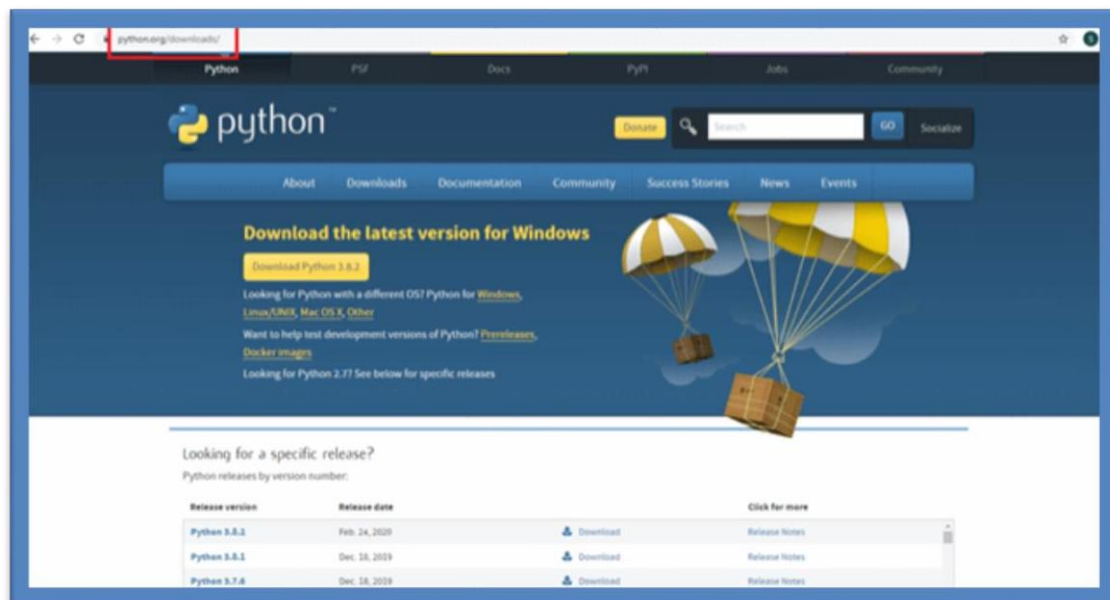 python.org/downloads/
Python PSF Docs PyPI Jobs Community
python™
Donate Search GO Socialize
About Downloads Documentation Community Success Stories News Events
Download the latest version for Windows
Download Python 3.8.2
Looking for Python with a different OS? Python for Windows,
Linux/UNIX, Mac OS X, Other
Want to help test development versions of Python? Prereleases,
Docker images
Looking for Python 2.7? See below for specific releases
Looking for a specific release?
Python releases by version number:
Release version Release date Click for more
Python 3.8.2 Feb. 24, 2020 Download Release Notes
Python 3.8.1 Dec. 18, 2019 Download Release Notes
Python 3.7.6 Dec. 18, 2019 Download Release Notes